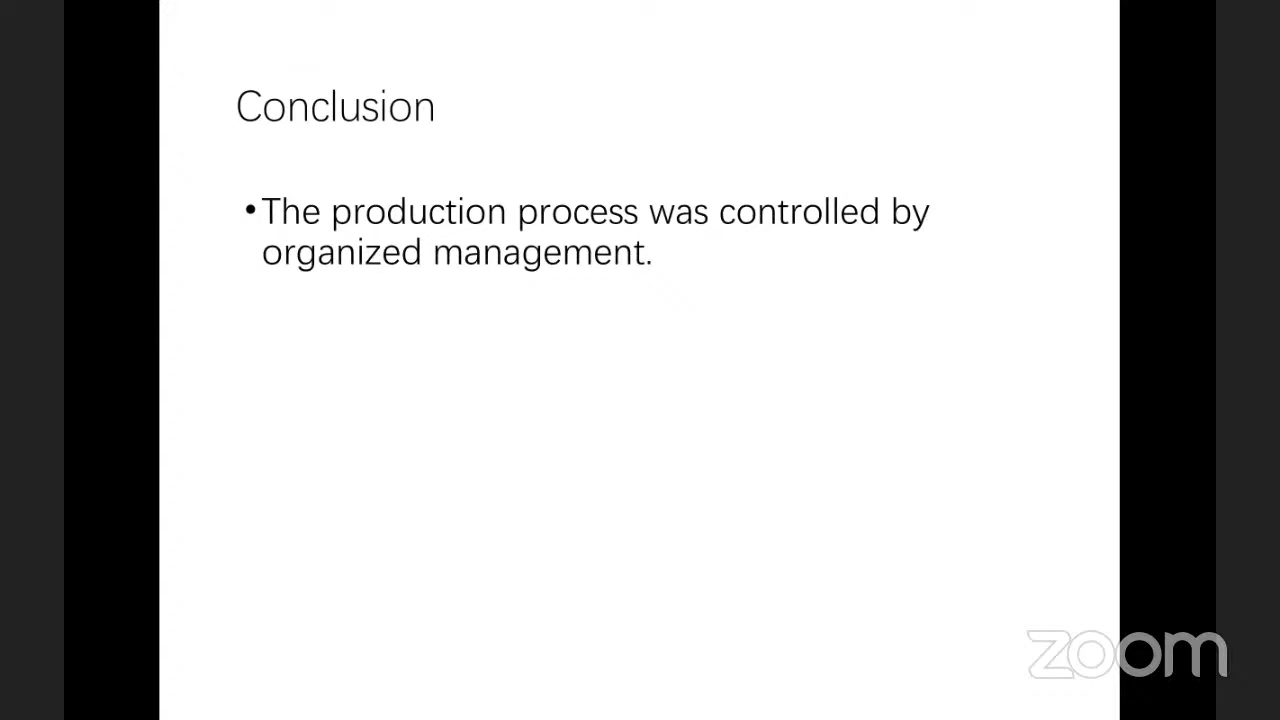 Conclusion
•The production process was controlled by
organized management.
zoom